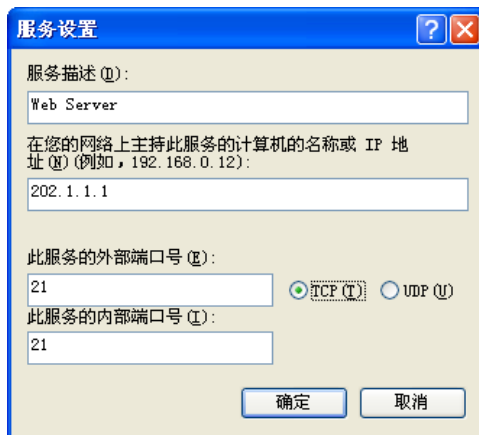 服务设置
服务描述(D):
Web Server
在您的网络上主持此服务的计算机的名称或 IP 地
址(N)(例如，192.168.0.12):
202.1.1.1
此服务的外部端口号(E):
21
TCP(T) UDP(U)
此服务的内部端口号(I):
21
确定 取消